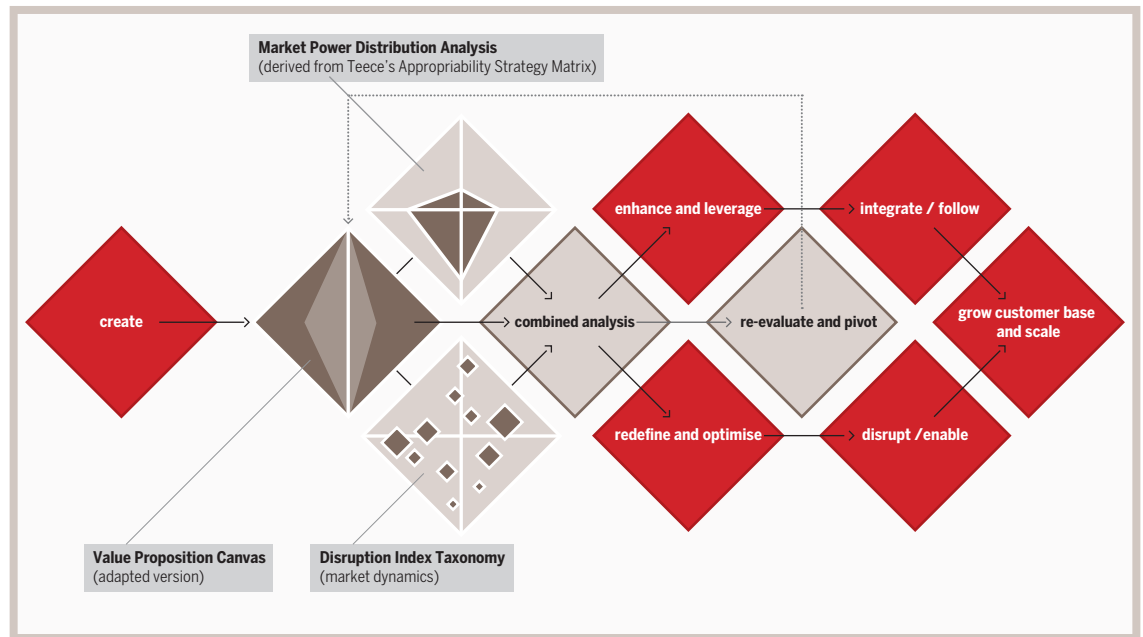 Market Power Distribution Analysis
(derived from Teece's Appropriability Strategy Matrix)
enhance and leverage
integrate / follow
create
combined analysis
re-evaluate and pivot
grow customer base
and scale
redefine and optimise
disrupt /enable
Value Proposition Canvas
(adapted version)
Disruption Index Taxonomy
(market dynamics)